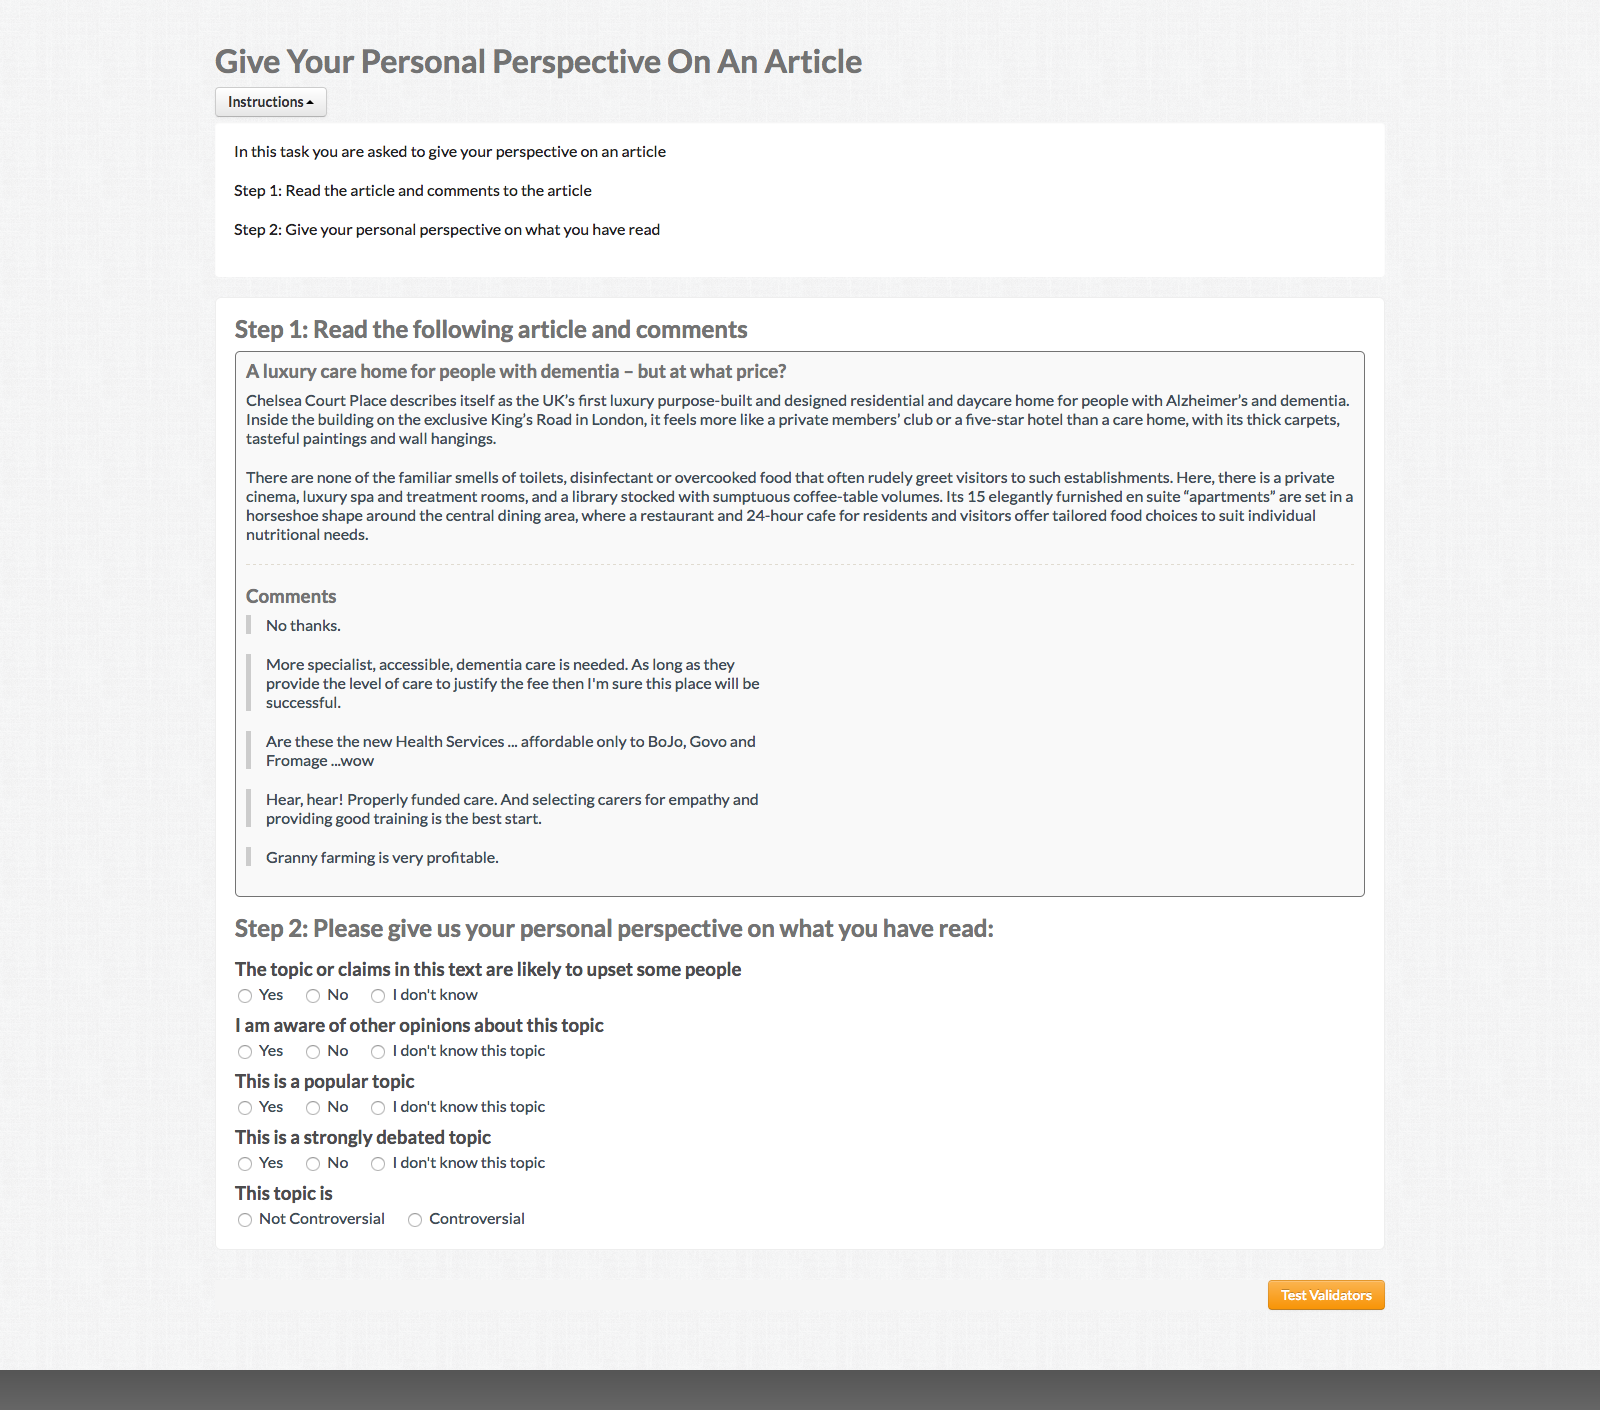 Give Your Personal Perspective On An Article
Instructions
In this task you are asked to give your perspective on an article
Step 1: Read the article and comments to the article
Step 2: Give your personal perspective on what you have read
Step 1: Read the following article and comments
A luxury care home for people with dementia – but at what price?
Chelsea Court Place describes itself as the UK’s first luxury purpose-built and designed residential and daycare home for people with Alzheimer’s and dementia.
Inside the building on the exclusive King’s Road in London, it feels more like a private members’ club or a five-star hotel than a care home, with its thick carpets,
tasteful paintings and wall hangings.
There are none of the familiar smells of toilets, disinfectant or overcooked food that often rudely greet visitors to such establishments. Here, there is a private
cinema, luxury spa and treatment rooms, and a library stocked with sumptuous coffee-table volumes. Its 15 elegantly furnished en suite “apartments” are set in a
horseshoe shape around the central dining area, where a restaurant and 24-hour cafe for residents and visitors offer tailored food choices to suit individual
nutritional needs.
Comments
No thanks.
More specialist, accessible, dementia care is needed. As long as they
provide the level of care to justify the fee then I'm sure this place will be
successful.
Are these the new Health Services ... affordable only to BoJo, Govo and
Fromage ...wow
Hear, hear! Properly funded care. And selecting carers for empathy and
providing good training is the best start.
Granny farming is very profitable.
Step 2: Please give us your personal perspective on what you have read:
The topic or claims in this text are likely to upset some people
Yes No I don't know
I am aware of other opinions about this topic
Yes No I don't know this topic
This is a popular topic
Yes No I don't know this topic
This is a strongly debated topic
Yes No I don't know this topic
This topic is
Not Controversial Controversial
Test Validators